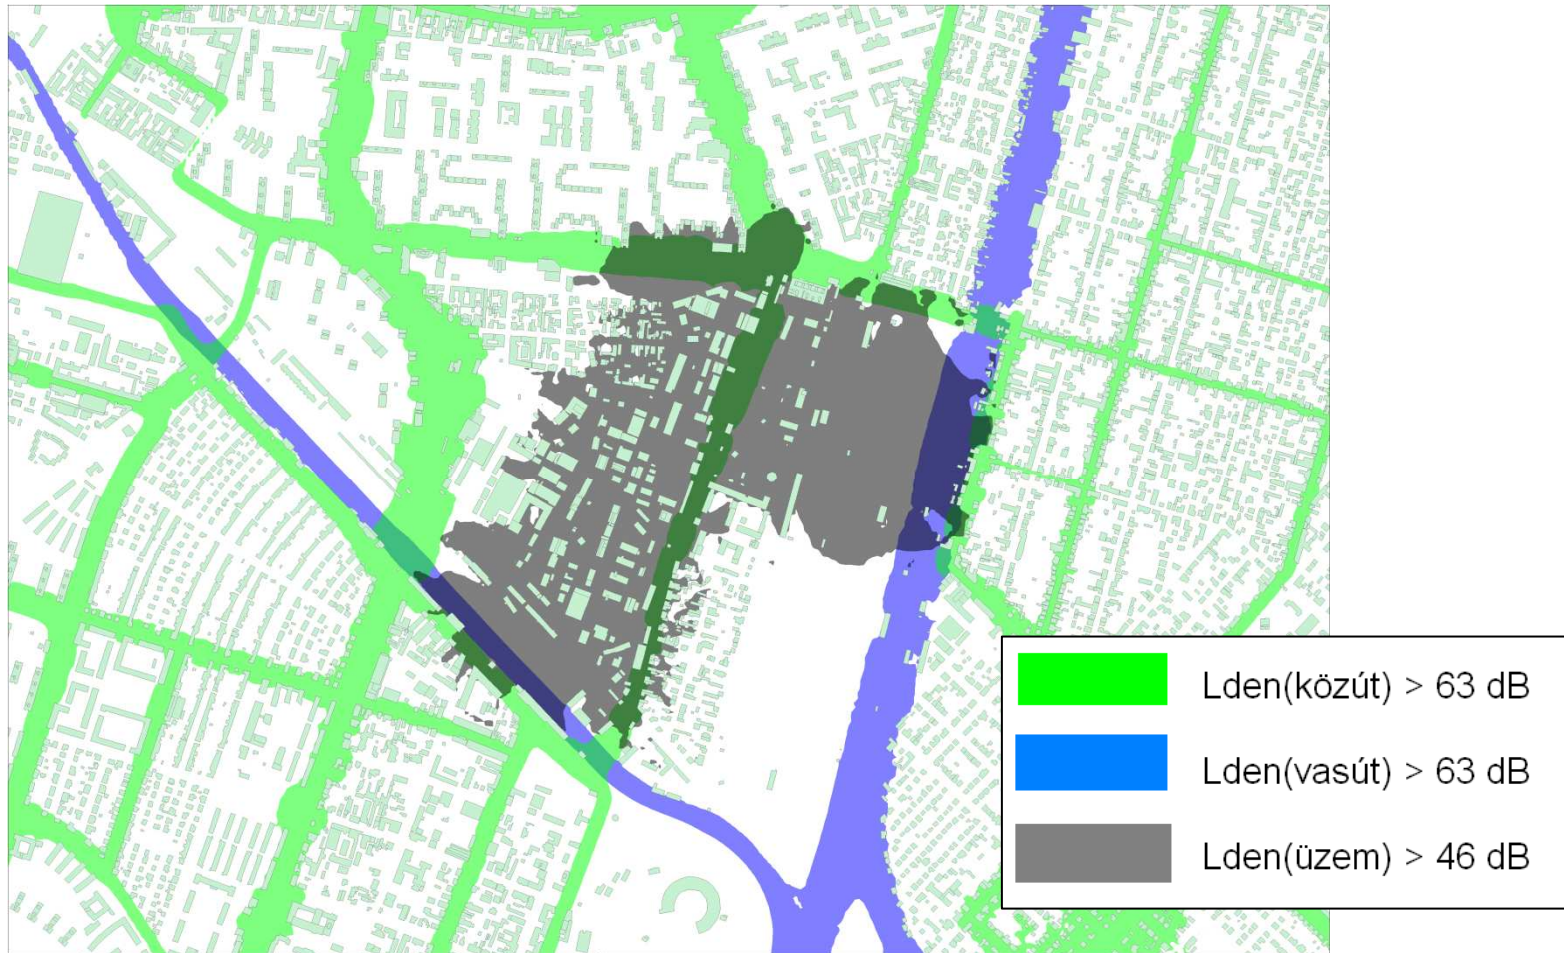 Lden(közút) > 63 dB
Lden(vasút) > 63 dB
Lden(üzem) > 46 dB